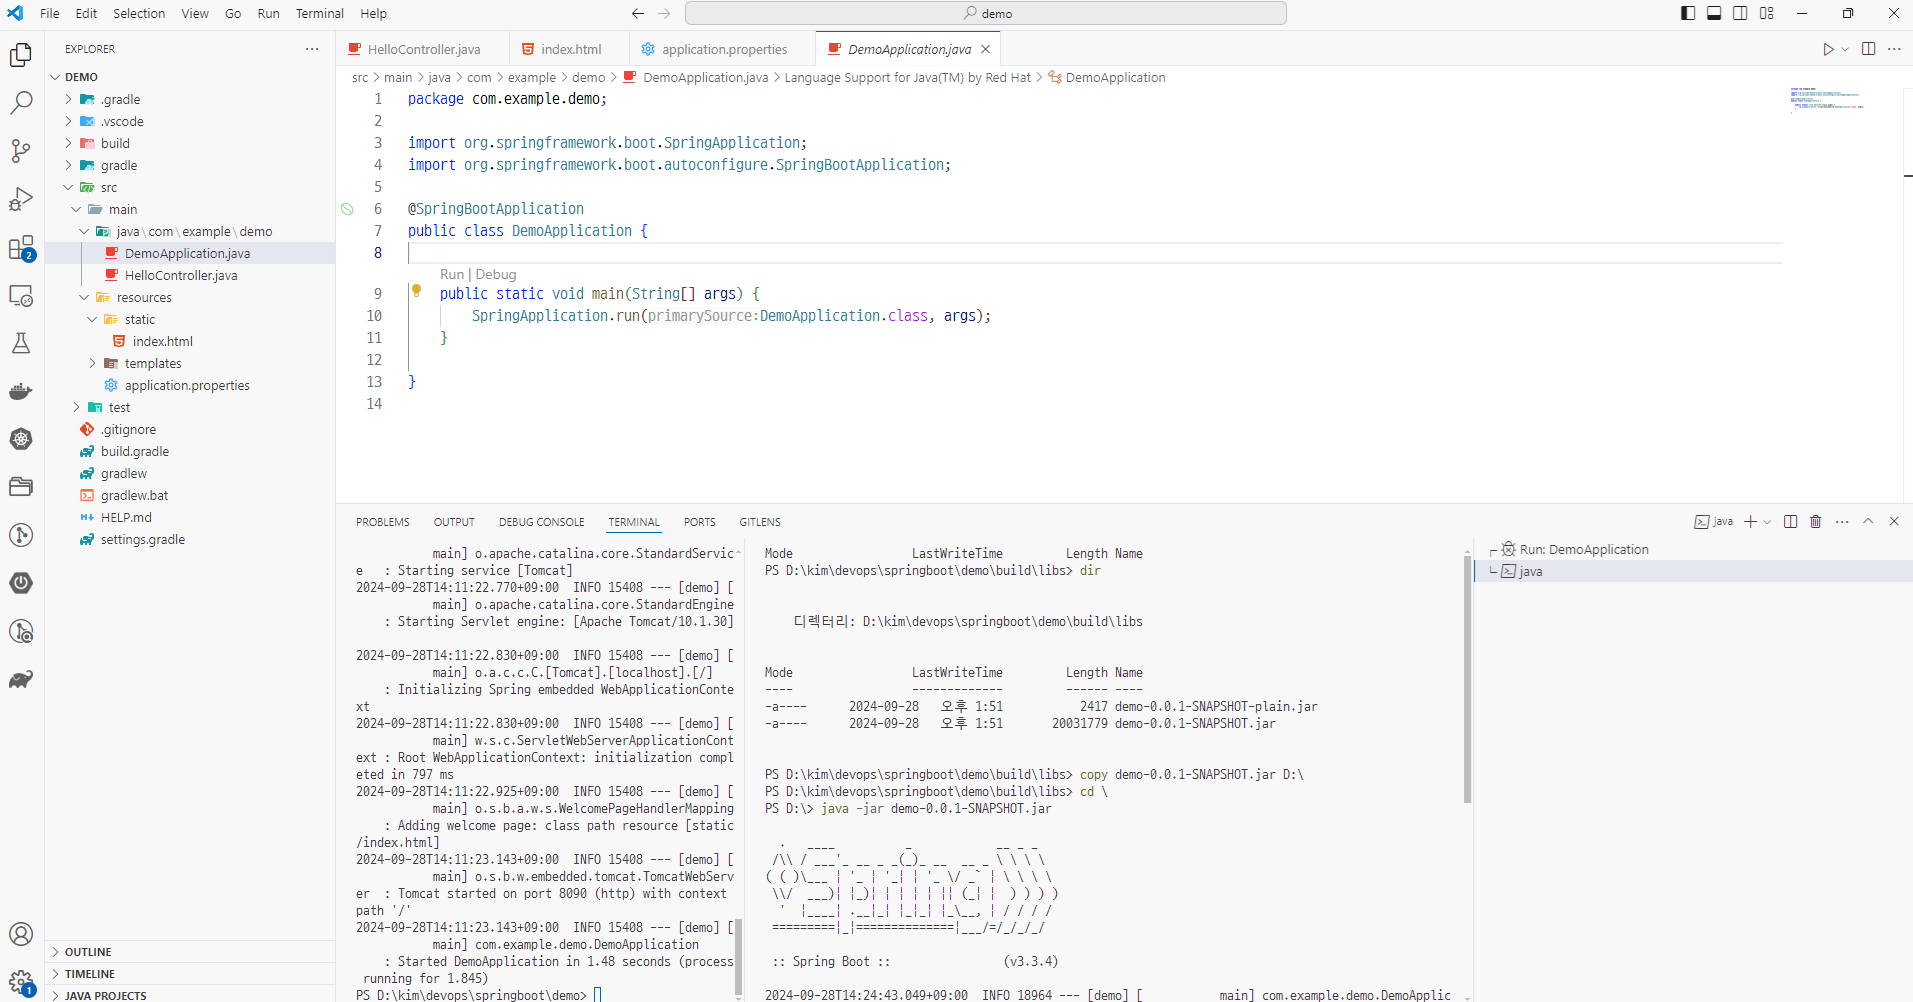 File Edit Selection View Go Run Terminal Help
demo
EXPLORER
DEMO
.gradle
.vscode
build
gradle
src
main
java\com\example\demo
DemoApplication.java
HelloController.java
resources
static
index.html
templates
application.properties
test
.gitignore
build.gradle
gradlew
gradlew.bat
HELP.md
settings.gradle
OUTLINE
TIMELINE
JAVA PROJECTS
2
1
HelloController.java
index.html
application.properties
DemoApplication.java
src > main > java > com > example > demo > DemoApplication.java > Language Support for Java(TM) by Red Hat > DemoApplication
1 package com.example.demo;
2
3 import org.springframework.boot.SpringApplication;
4 import org.springframework.boot.autoconfigure.SpringBootApplication;
5
6 @SpringBootApplication
7 public class DemoApplication {
8
Run | Debug
9 public static void main(String[] args) {
10 SpringApplication.run(primarySource:DemoApplication.class, args);
11 }
12
13 }
14
PROBLEMS OUTPUT DEBUG CONSOLE TERMINAL PORTS GITLENS
java
main] o.apache.catalina.core.StandardServic
e : Starting service [Tomcat]
2024-09-28T14:11:22.770+09:00 INFO 15408 --- [demo] [
main] o.apache.catalina.core.StandardEngine
: Starting Servlet engine: [Apache Tomcat/10.1.30]
2024-09-28T14:11:22.830+09:00 INFO 15408 --- [demo] [
main] o.a.c.c.C.[Tomcat].[localhost].[/]
: Initializing Spring embedded WebApplicationConte
xt
2024-09-28T14:11:22.830+09:00 INFO 15408 --- [demo] [
main] w.s.c.ServletWebServerApplicationCont
ext : Root WebApplicationContext: initialization compl
eted in 797 ms
2024-09-28T14:11:22.925+09:00 INFO 15408 --- [demo] [
main] o.s.b.a.w.s.WelcomePageHandlerMapping
: Adding welcome page: class path resource [static
/index.html]
2024-09-28T14:11:23.143+09:00 INFO 15408 --- [demo] [
main] o.s.b.w.embedded.tomcat.TomcatWebServ
er : Tomcat started on port 8090 (http) with context
path '/'
2024-09-28T14:11:23.143+09:00 INFO 15408 --- [demo] [
main] com.example.demo.DemoApplication
: Started DemoApplication in 1.48 seconds (process
running for 1.845)
PS D:\kim\devops\springboot\demo>
Mode LastWriteTime Length Name
PS D:\kim\devops\springboot\demo\build\libs> dir
디렉터리: D:\kim\devops\springboot\demo\build\libs
Mode LastWriteTime Length Name
---- ------------- ------ ----
-a---- 2024-09-28 오후 1:51 2417 demo-0.0.1-SNAPSHOT-plain.jar
-a---- 2024-09-28 오후 1:51 20031779 demo-0.0.1-SNAPSHOT.jar
PS D:\kim\devops\springboot\demo\build\libs> copy demo-0.0.1-SNAPSHOT.jar D:\
PS D:\kim\devops\springboot\demo\build\libs> cd \
PS D:\> java -jar demo-0.0.1-SNAPSHOT.jar
Spring
:: Spring Boot :: (v3.3.4)
2024-09-28T14:24:43.049+09:00 INFO 18964 --- [demo] [ main] com.example.demo.DemoApplic
Run: DemoApplication
java